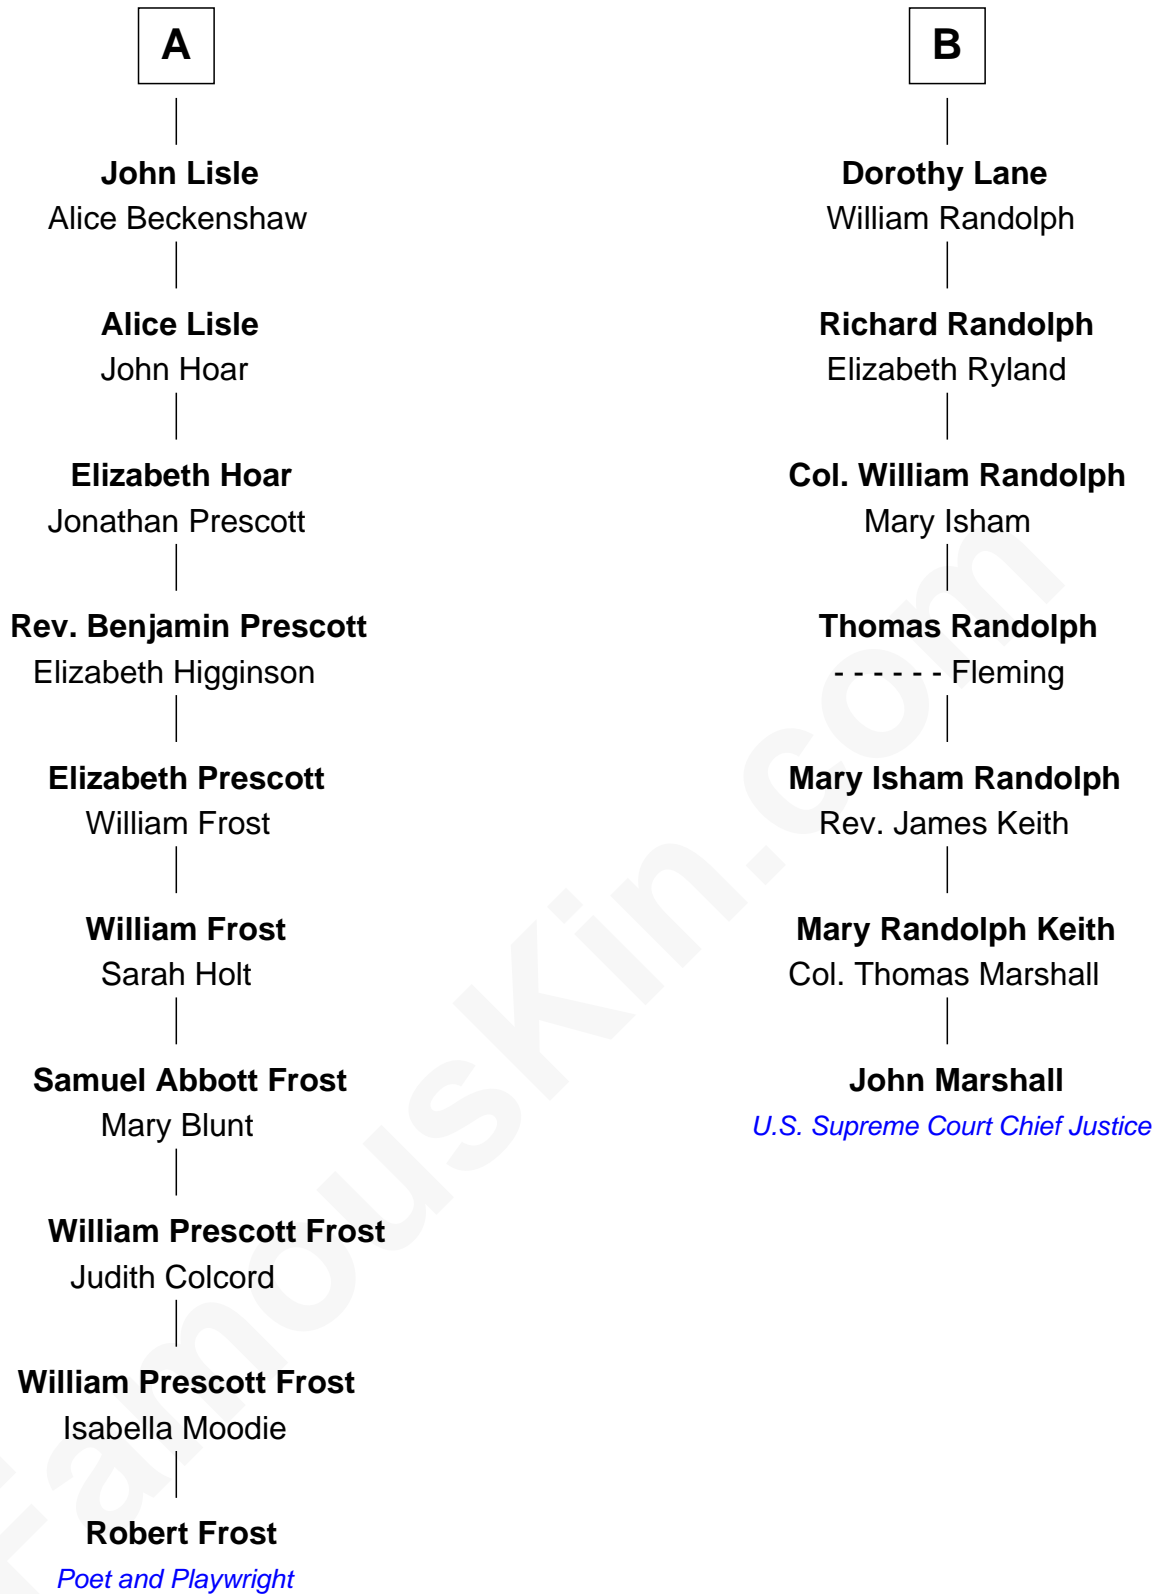 A
John Lisle
Alice Beckenshaw
Alice Lisle
John Hoar
Elizabeth Hoar
Jonathan Prescott
Rev. Benjamin Prescott
Elizabeth Higginson
Elizabeth Prescott
William Frost
William Frost
Sarah Holt
Samuel Abbott Frost
Mary Blunt
William Prescott Frost
Judith Colcord
William Prescott Frost
Isabella Moodie
Robert Frost
Poet and Playwright
B
Dorothy Lane
William Randolph
Richard Randolph
Elizabeth Ryland
Col. William Randolph
Mary Isham
Thomas Randolph
- - - - - - Fleming
Mary Isham Randolph
Rev. James Keith
Mary Randolph Keith
Col. Thomas Marshall
John Marshall
U.S. Supreme Court Chief Justice
FamousKin.com